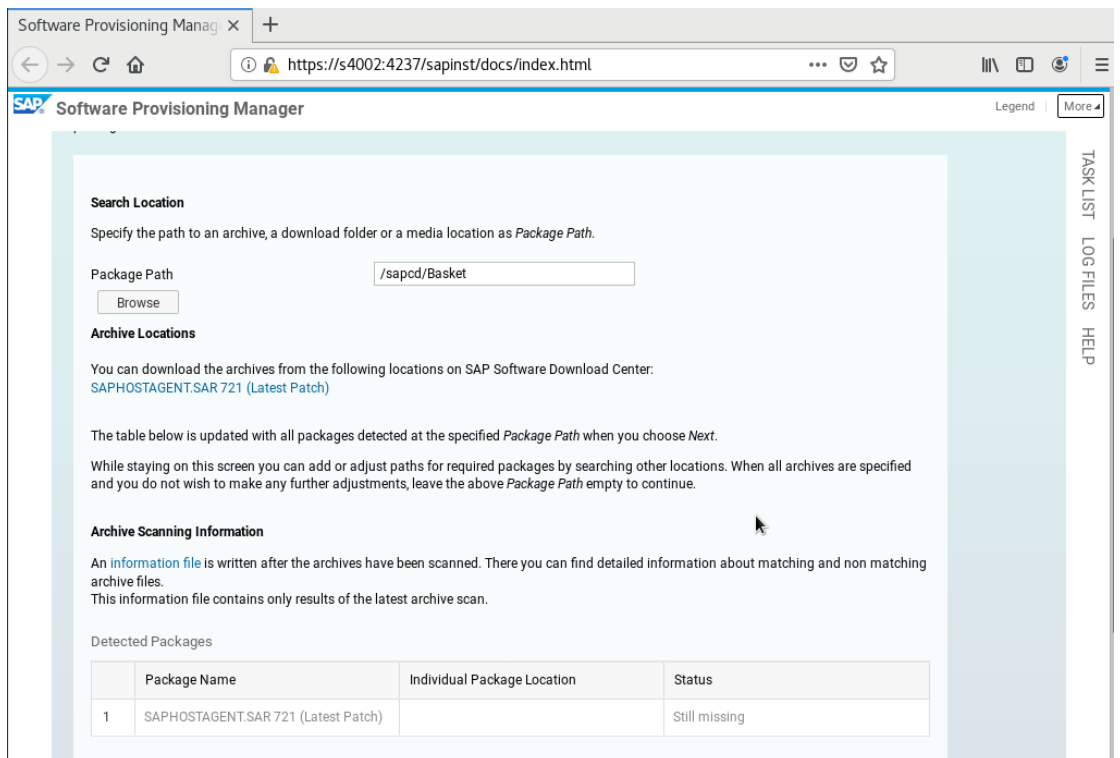 Software Provisioning Manag
https://s4002:4237/sapinst/docs/index.html
SAP Software Provisioning Manager
Legend
More
TASK LIST
LOG FILES
HELP
Search Location
Specify the path to an archive, a download folder or a media location as Package Path.
Package Path
/sapcd/Basket
Browse
Archive Locations
You can download the archives from the following locations on SAP Software Download Center:
SAPHOSTAGENT.SAR 721 (Latest Patch)
The table below is updated with all packages detected at the specified Package Path when you choose Next.
While staying on this screen you can add or adjust paths for required packages by searching other locations. When all archives are specified
and you do not wish to make any further adjustments, leave the above Package Path empty to continue.
Archive Scanning Information
An information file is written after the archives have been scanned. There you can find detailed information about matching and non matching
archive files.
This information file contains only results of the latest archive scan.
Detected Packages
Package Name Individual Package Location Status
1 SAPHOSTAGENT.SAR 721 (Latest Patch) Still missing